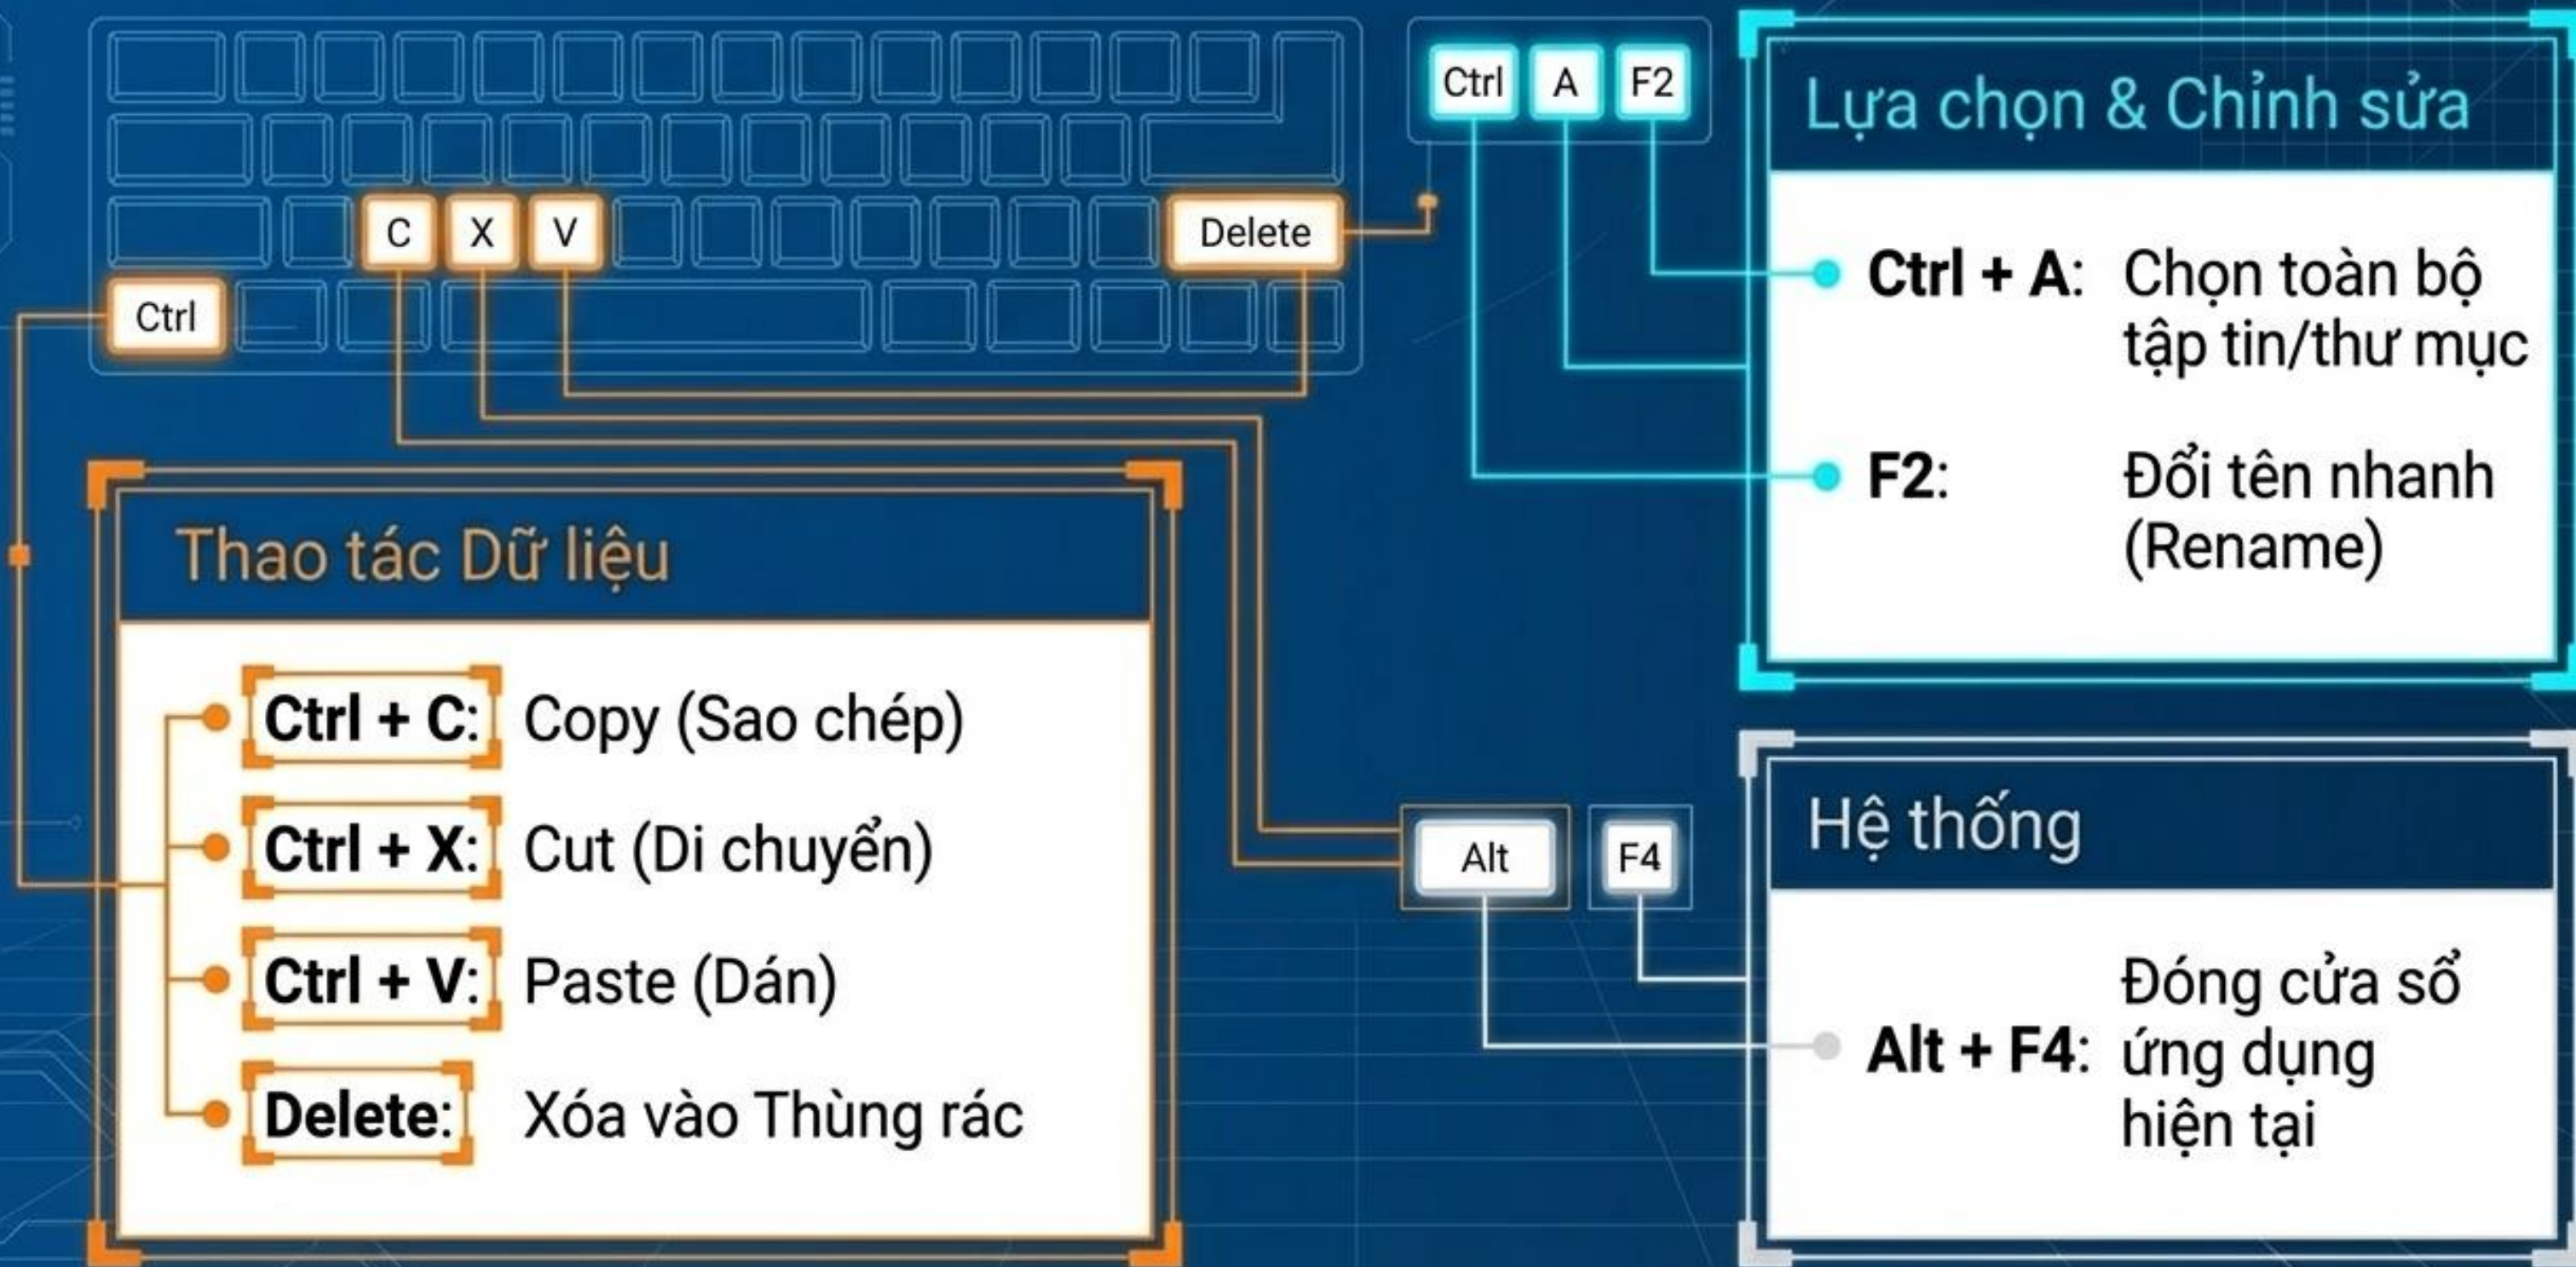 C X V Delete
Ctrl
Ctrl A F2
Lựa chọn & Chỉnh sửa
Ctrl + A: Chọn toàn bộ
tập tin/thư mục
F2: Đổi tên nhanh
(Rename)
Thao tác Dữ liệu
Ctrl + C: Copy (Sao chép)
Ctrl + X: Cut (Di chuyển)
Ctrl + V: Paste (Dán)
Delete: Xóa vào Thùng rác
Alt F4
Hệ thống
Đóng cửa sổ
Alt + F4: ứng dụng
hiện tại